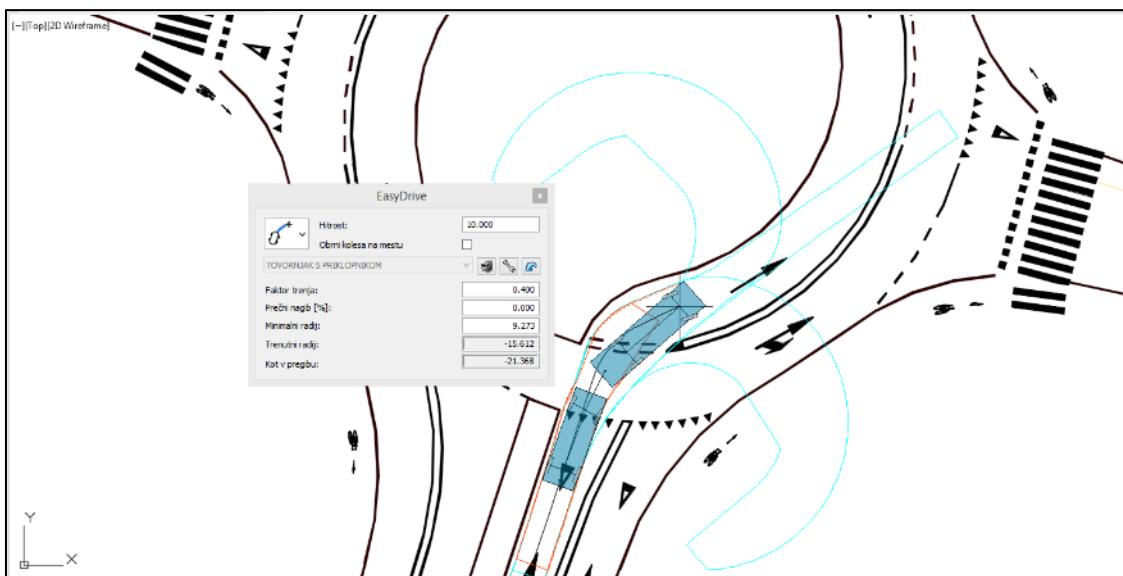 [−][Top][2D Wireframe]
EasyDrive
x
Hitrost: 10.000
Obrni kolesa na mestu
TOVORNJAK S PRIKLOPNIKOM
Faktor trenja: 0.400
Prečni nagib [%]: 0.000
Minimalni radij: 9.273
Trenutni radij: -15.612
Kot v pregibu: -21.368
Y
X